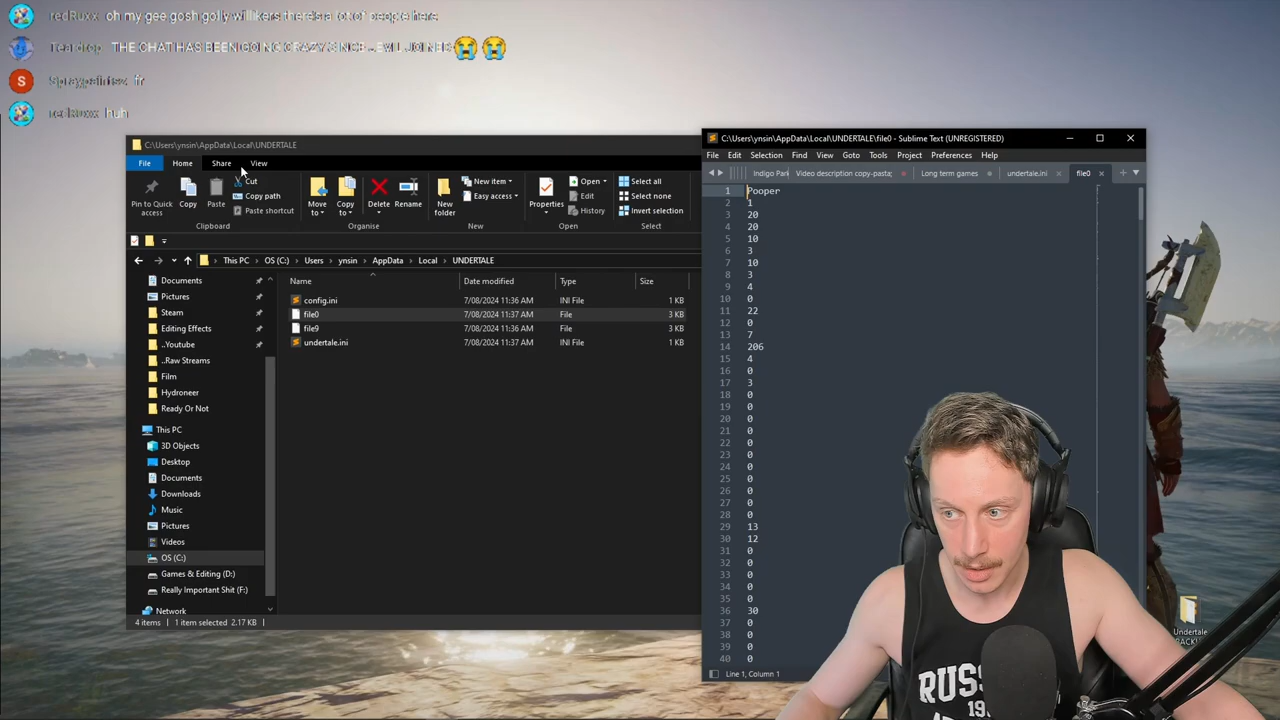 redRuxx oh my gee gosh golly willikers there's a lot of people here
Teardrop THE CHAT HAS BEEN GOING CRAZY SINCE ..EVIL JOINED
Spraypaintsz fr
redRuxx huh
C:\Users\ynsin\AppData\Local\UNDERTALE
File Home Share View
Pin to Quick access
Copy
Paste
Cut
Copy path
Paste shortcut
Clipboard
Move to
Copy to
Delete
Rename
Organise
New folder
New item
Easy access
New
Properties
Open
Edit
History
Open
Select all
Select none
Invert selection
Select
This PC OS (C:) Users ynsin AppData Local UNDERTALE
Documents
Pictures
Steam
Editing Effects
..Youtube
..Raw Streams
Film
Hydroneer
Ready Or Not
This PC
3D Objects
Desktop
Documents
Downloads
Music
Pictures
Videos
OS (C:)
Games & Editing (D:)
Really Important Shit (F:)
Network
Name Date modified Type Size
config.ini 7/08/2024 11:36 AM INI File 1 KB
file0 7/08/2024 11:37 AM File 3 KB
file9 7/08/2024 11:36 AM File 3 KB
undertale.ini 7/08/2024 11:37 AM INI File 1 KB
4 items 1 item selected 2.17 KB
C:\Users\ynsin\AppData\Local\UNDERTALE\file0 - Sublime Text (UNREGISTERED)
File Edit Selection Find View Goto Tools Project Preferences Help
Indigo Park Video description copy-pasta; Long term games undertale.ini file0
1 Pooper
2 1
3 20
4 20
5 10
6 3
7 10
8 3
9 4
10 0
11 22
12 0
13 7
14 206
15 4
16 0
17 3
18 0
19 0
20 0
21 0
22 0
23 0
24 0
25 0
26 0
27 0
28 0
29 13
30 12
31 0
32 0
33 0
34 0
35 0
36 30
37 0
38 0
39 0
40 0
Line 1, Column 1
Undertale
RUSS
19